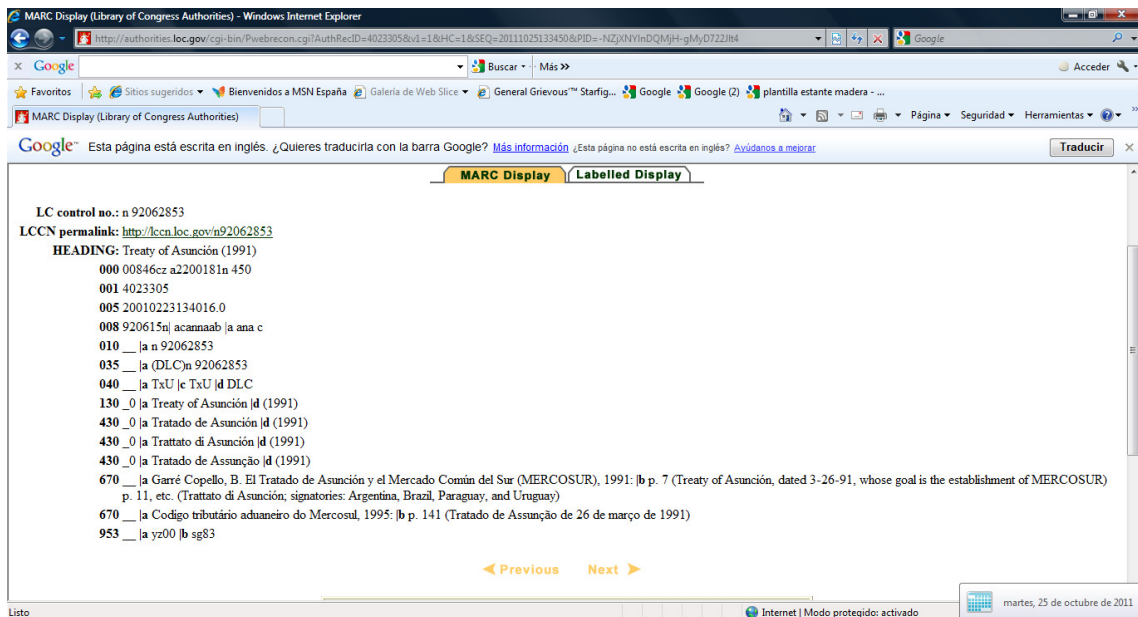 MARC Display (Library of Congress Authorities) - Windows Internet Explorer
http://authorities.loc.gov/cgi-bin/Pwebrecon.cgi?AuthRecID=4023305&v1=1&HC=1&SEQ=20111025133450&PID=-NZjXNYInDQMjH-gMyD722Jlt4
Google
x Google
Buscar
Más >>
Acceder
Favoritos
Sitios sugeridos
Bienvenidos a MSN España
Galería de Web Slice
General Grievous'™ Starfig...
Google
Google (2)
plantilla estante madera - ...
MARC Display (Library of Congress Authorities)
Página
Seguridad
Herramientas
Google™ Esta página está escrita en inglés. ¿Quieres traducirla con la barra Google? Más información ¿Esta página no está escrita en inglés? Ayúdanos a mejorar
Traducir
MARC Display
Labelled Display
LC control no.: n 92062853
LCCN permalink: http://lccn.loc.gov/n92062853
HEADING: Treaty of Asunción (1991)
000 00846cz a2200181n 450
001 4023305
005 20010223134016.0
008 920615n| acannaab |a ana c
010 __ |a n 92062853
035 __ |a (DLC)n 92062853
040 __ |a TxU |c TxU |d DLC
130 _0 |a Treaty of Asunción |d (1991)
430 _0 |a Tratado de Asunción |d (1991)
430 _0 |a Trattato di Asunción |d (1991)
430 _0 |a Tratado de Assunção |d (1991)
670 __ |a Garré Copello, B. El Tratado de Asunción y el Mercado Común del Sur (MERCOSUR), 1991: |b p. 7 (Treaty of Asunción, dated 3-26-91, whose goal is the establishment of MERCOSUR)
p. 11, etc. (Trattato di Asunción; signatories: Argentina, Brazil, Paraguay, and Uruguay)
670 __ |a Codigo tributário aduaneiro do Mercosul, 1995: |b p. 141 (Tratado de Assunção de 26 de março de 1991)
953 __ |a yz00 |b sg83
Previous
Next
Listo
Internet | Modo protegido: activado
martes, 25 de octubre de 2011